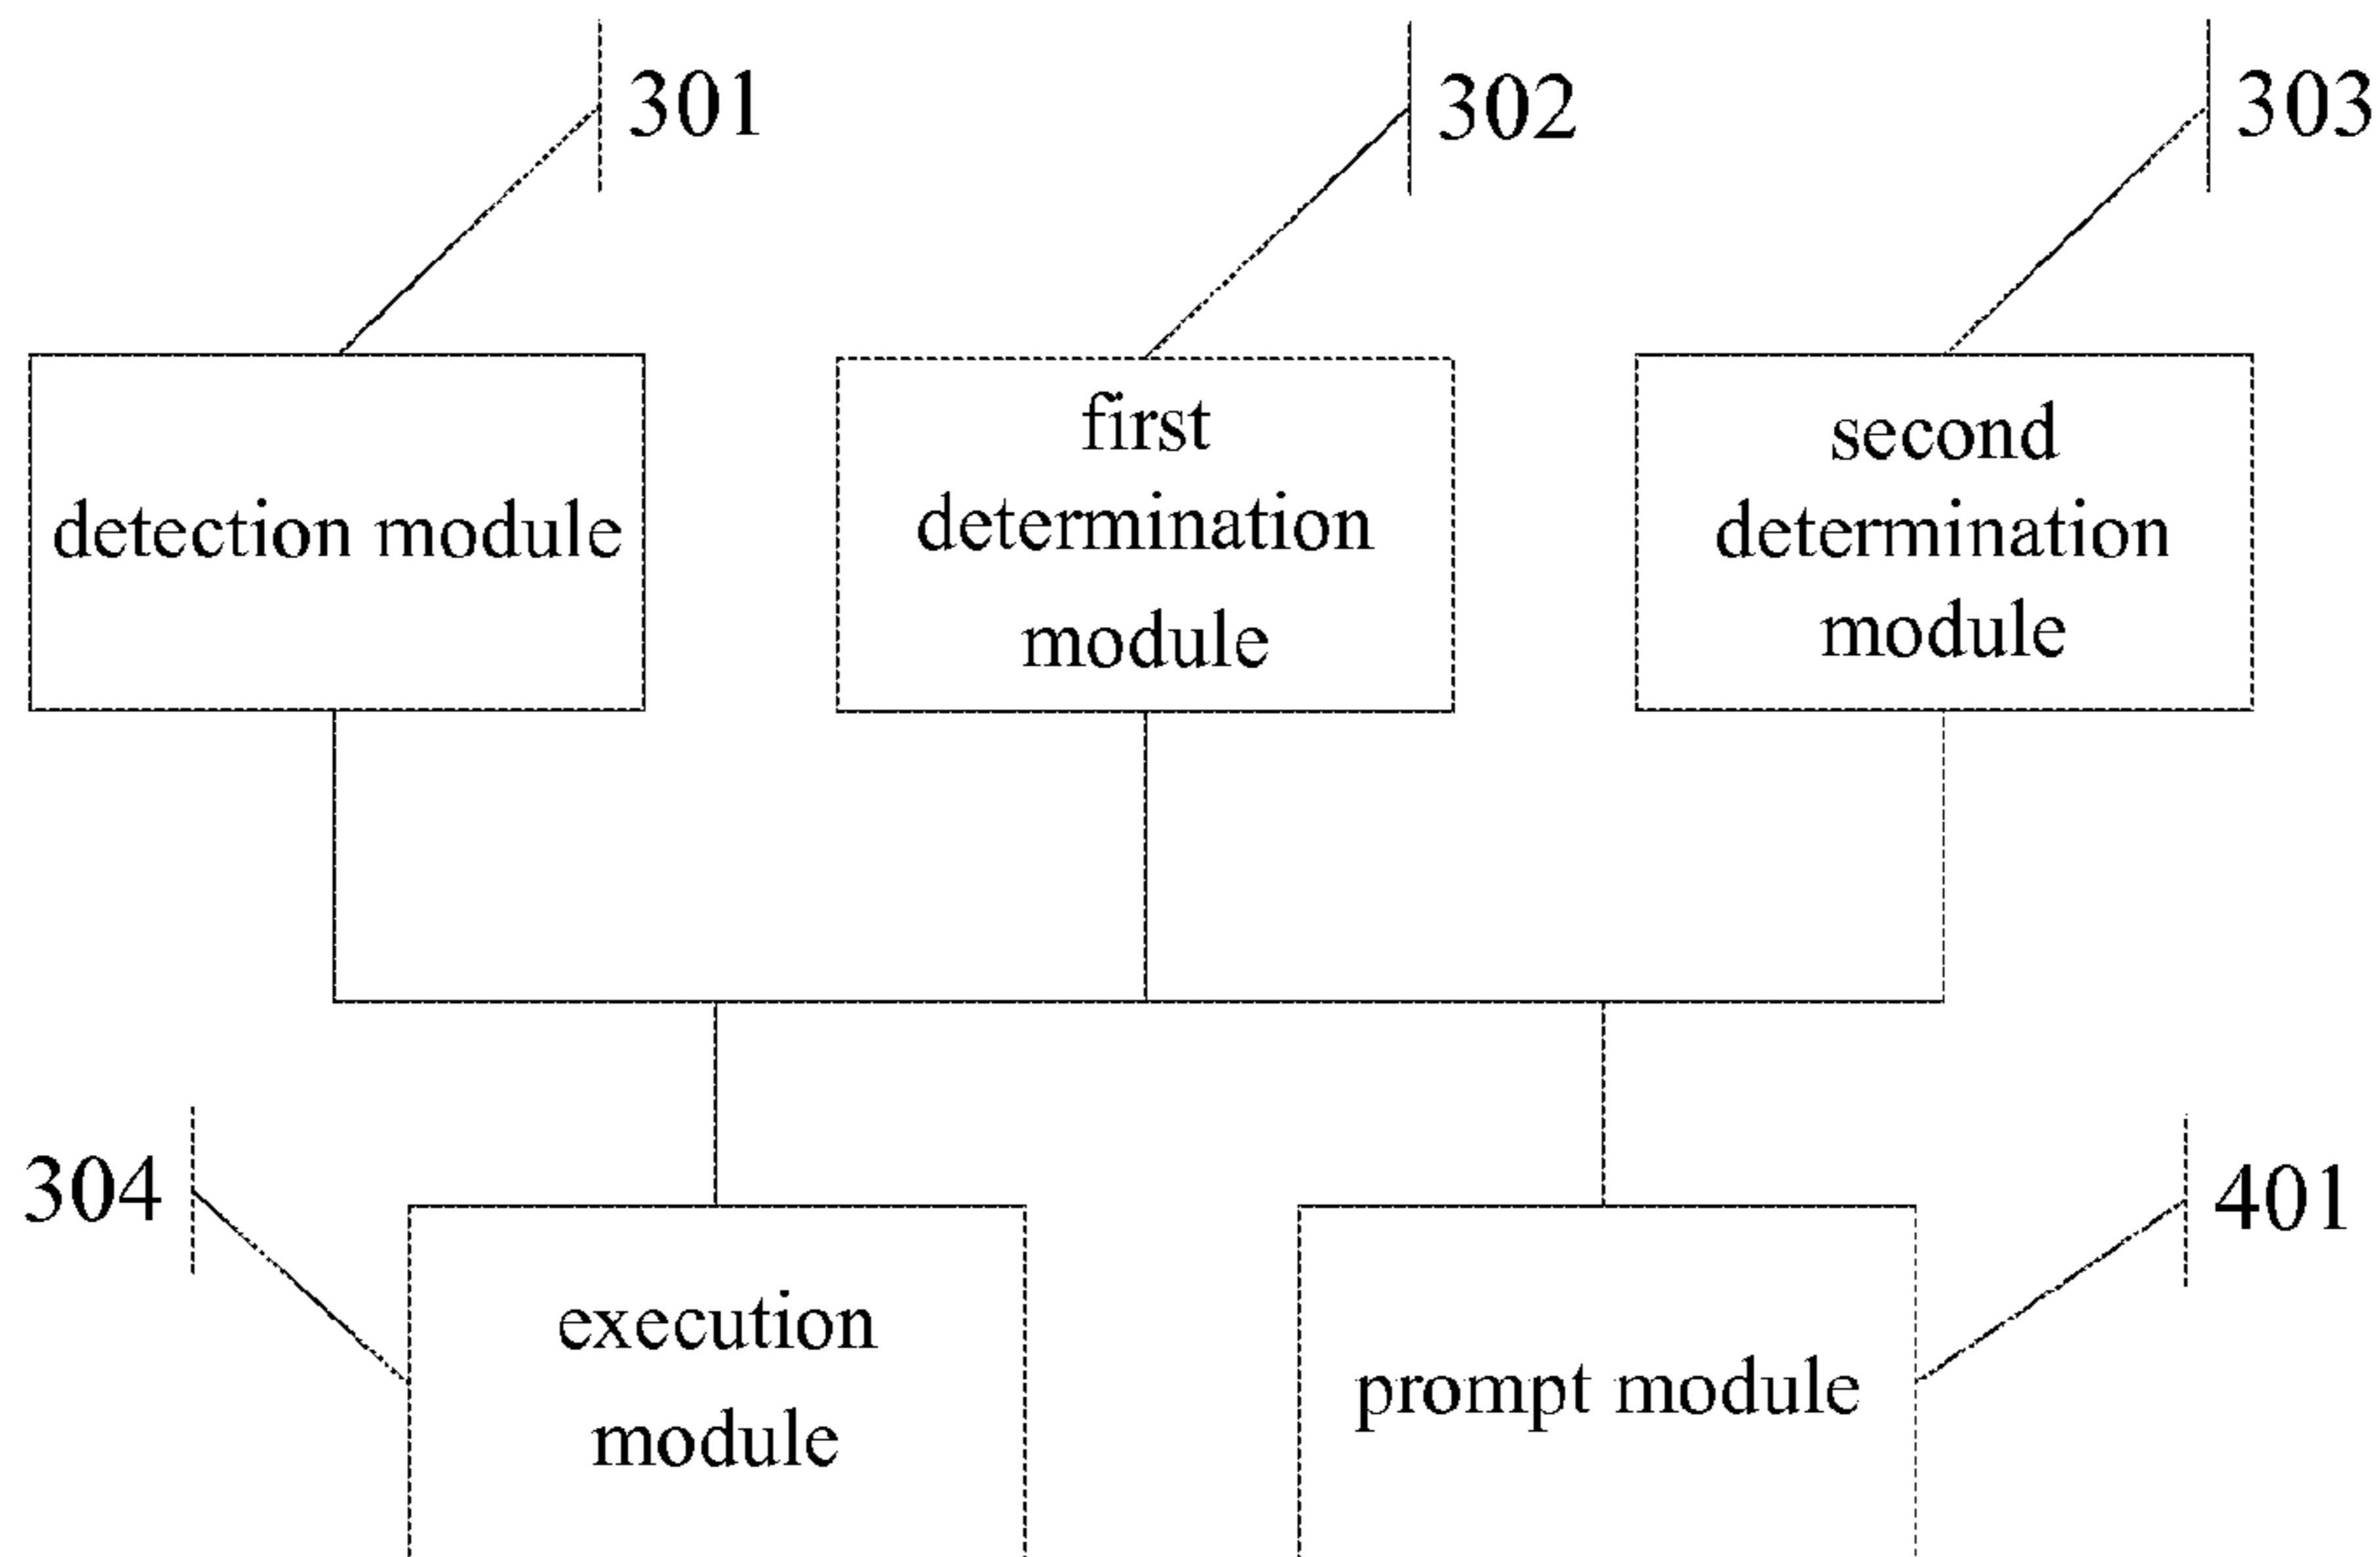 301
302
303
detection module
first
determination
module
second
determination
module
304
401
execution
module
prompt module